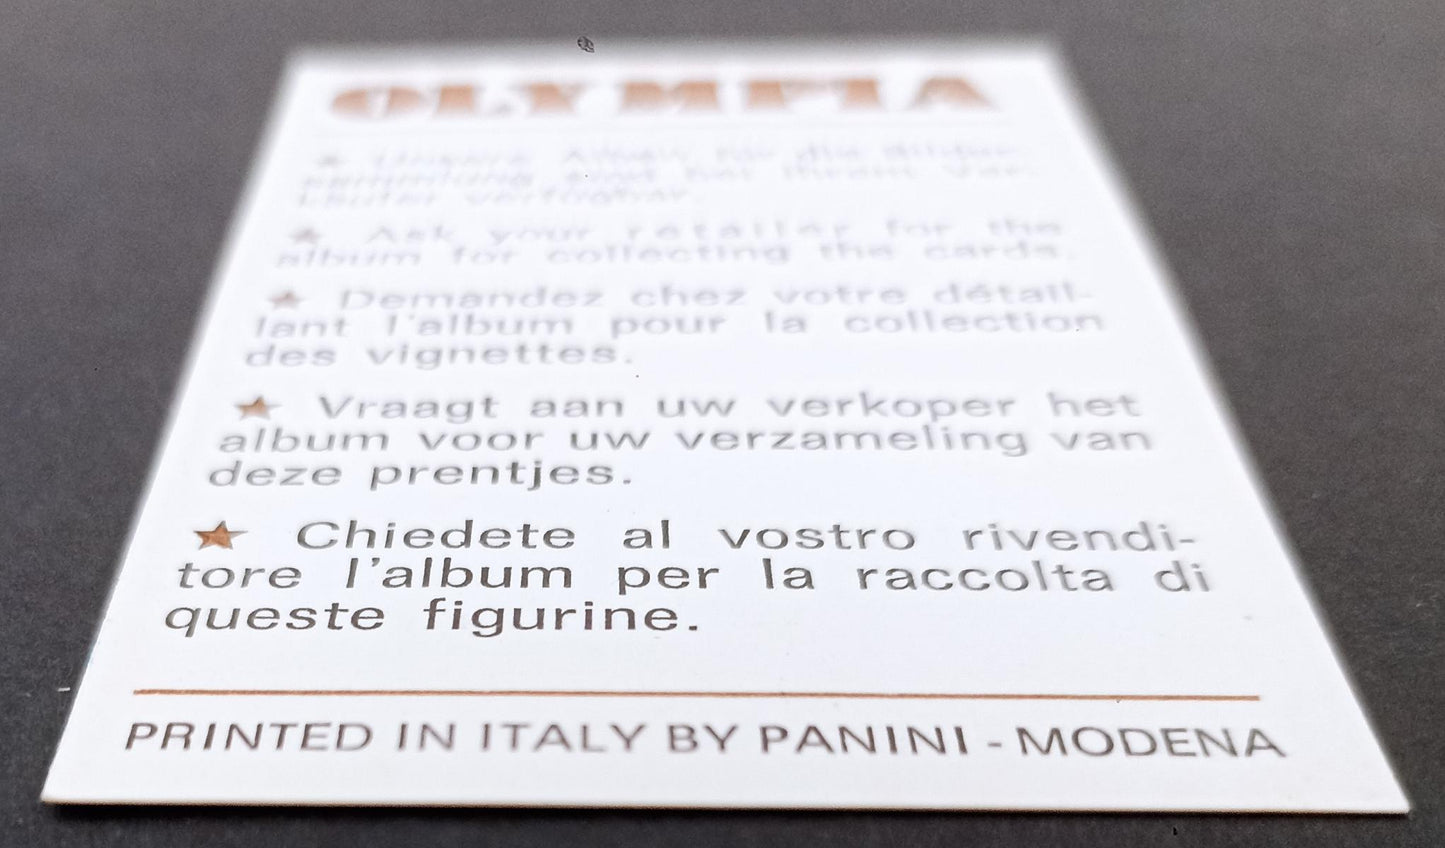 OLYMPIA
★ Unsere Alben für die Bilder-
sammlung sind bei Ihrem Ver-
käufer verfügbar.
★ Ask your retailer for the
album for collecting the cards.
★ Demandez chez votre détail-
lant l'album pour la collection
des vignettes.
★ Vraagt aan uw verkoper het
album voor uw verzameling van
deze prentjes.
★ Chiedete al vostro rivendi-
tore l'album per la raccolta di
queste figurine.
PRINTED IN ITALY BY PANINI - MODENA